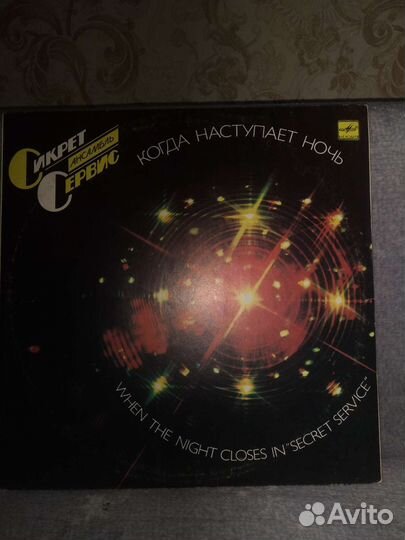 СИКРЕТ
АНСАМБЛЬ
СЕРВИС
КОГДА НАСТУПАЕТ НОЧЬ
WHEN THE NIGHT CLOSES IN "SECRET SERVICE"
Avito